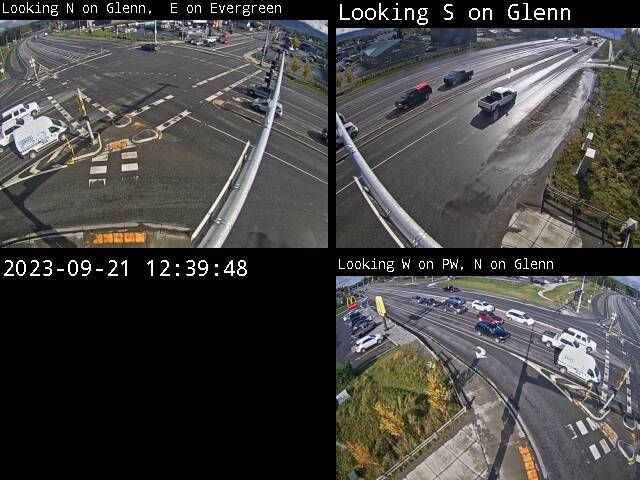 Looking N on Glenn,  E on Evergreen
Looking S on Glenn
2023-09-21 12:39:48
Looking W on PW, N on Glenn